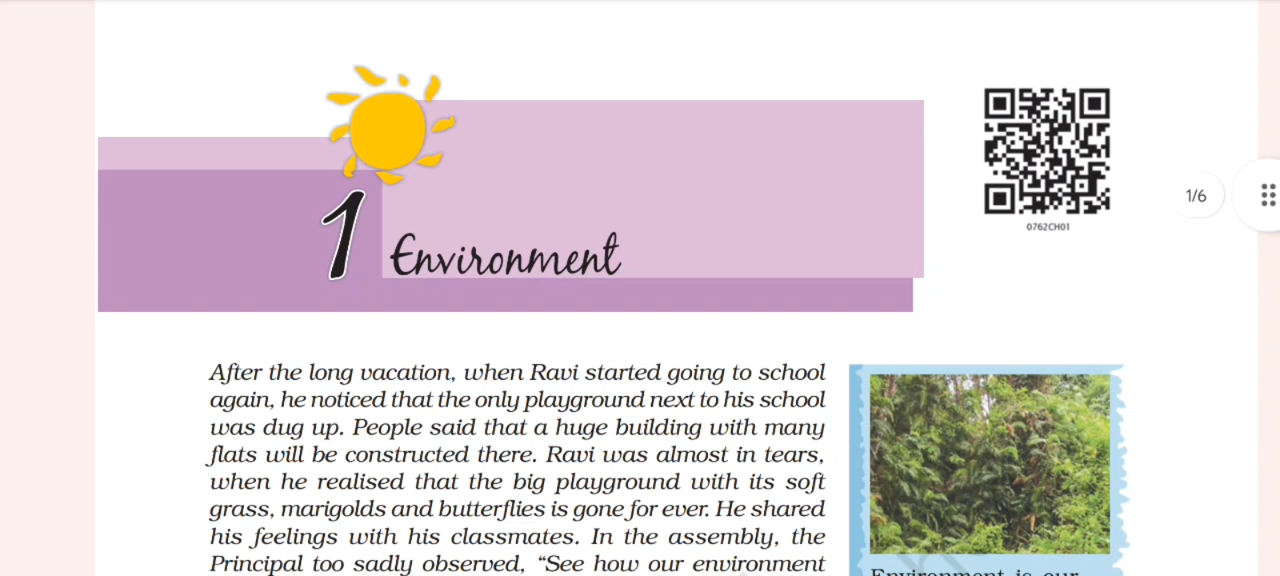 1/6
0762CH01
1 Environment
After the long vacation, when Ravi started going to school
again, he noticed that the only playground next to his school
was dug up. People said that a huge building with many
flats will be constructed there. Ravi was almost in tears,
when he realised that the big playground with its soft
grass, marigolds and butterflies is gone for ever. He shared
his feelings with his classmates. In the assembly, the
Principal too sadly observed, “See how our environment
Environment is our